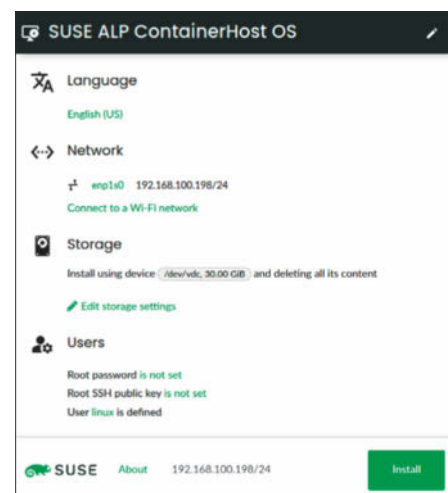 SUSE ALP ContainerHost OS
Language
English (US)
Network
enp1s0 192.168.100.198/24
Connect to a Wi-Fi network
Storage
Install using device /dev/vdc, 30.00 GiB and deleting all its content
Edit storage settings
Users
Root password is not set
Root SSH public key is not set
User linux is defined
SUSE About 192.168.100.198/24 Install